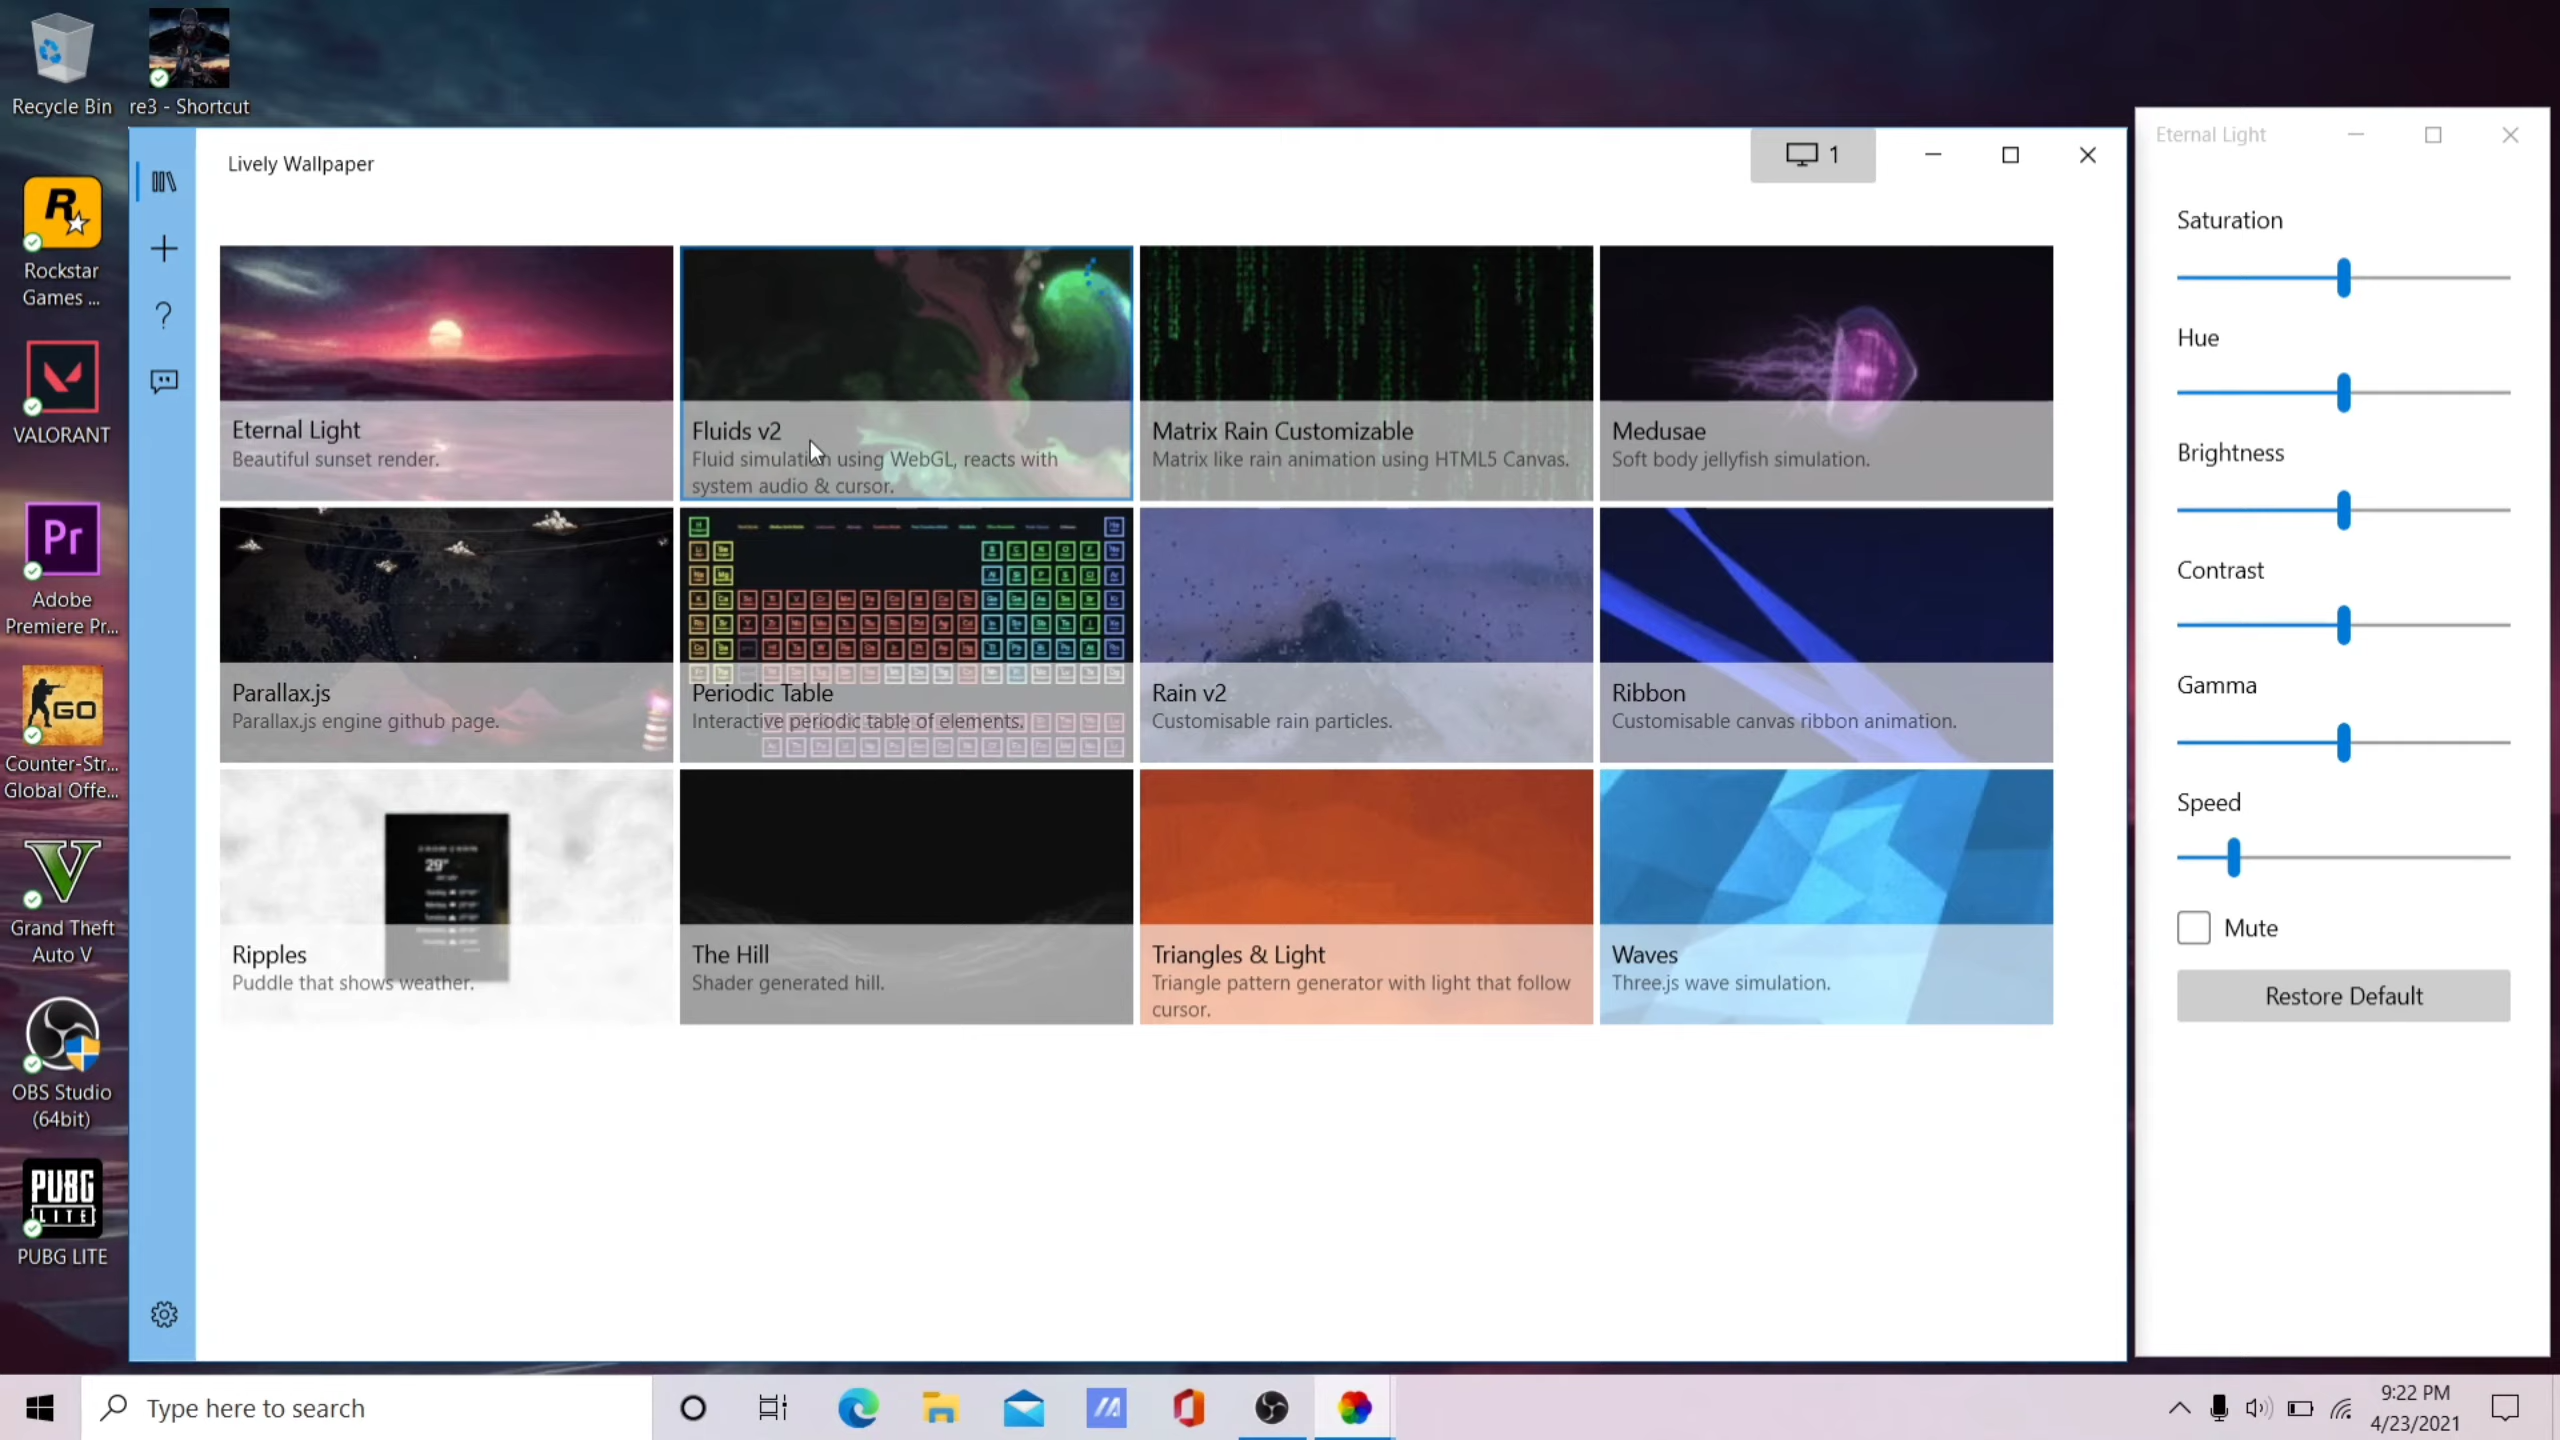 Recycle Bin
re3 - Shortcut
Rockstar
Games ...
VALORANT
Pr
Adobe
Premiere Pr...
GO
Counter-Str...
Global Offe...
V
Grand Theft
Auto V
OBS Studio
(64bit)
PUBG
LITE
PUBG LITE
Lively Wallpaper
1
Eternal Light
Beautiful sunset render.
Fluids v2
Fluid simulation using WebGL, reacts with
system audio & cursor.
Matrix Rain Customizable
Matrix like rain animation using HTML5 Canvas.
Medusae
Soft body jellyfish simulation.
Parallax.js
Parallax.js engine github page.
Periodic Table
Interactive periodic table of elements.
Rain v2
Customisable rain particles.
Ribbon
Customisable canvas ribbon animation.
29°
Ripples
Puddle that shows weather.
The Hill
Shader generated hill.
Triangles & Light
Triangle pattern generator with light that follow
cursor.
Waves
Three.js wave simulation.
Eternal Light
Saturation
Hue
Brightness
Contrast
Gamma
Speed
Mute
Restore Default
Type here to search
9:22 PM
4/23/2021